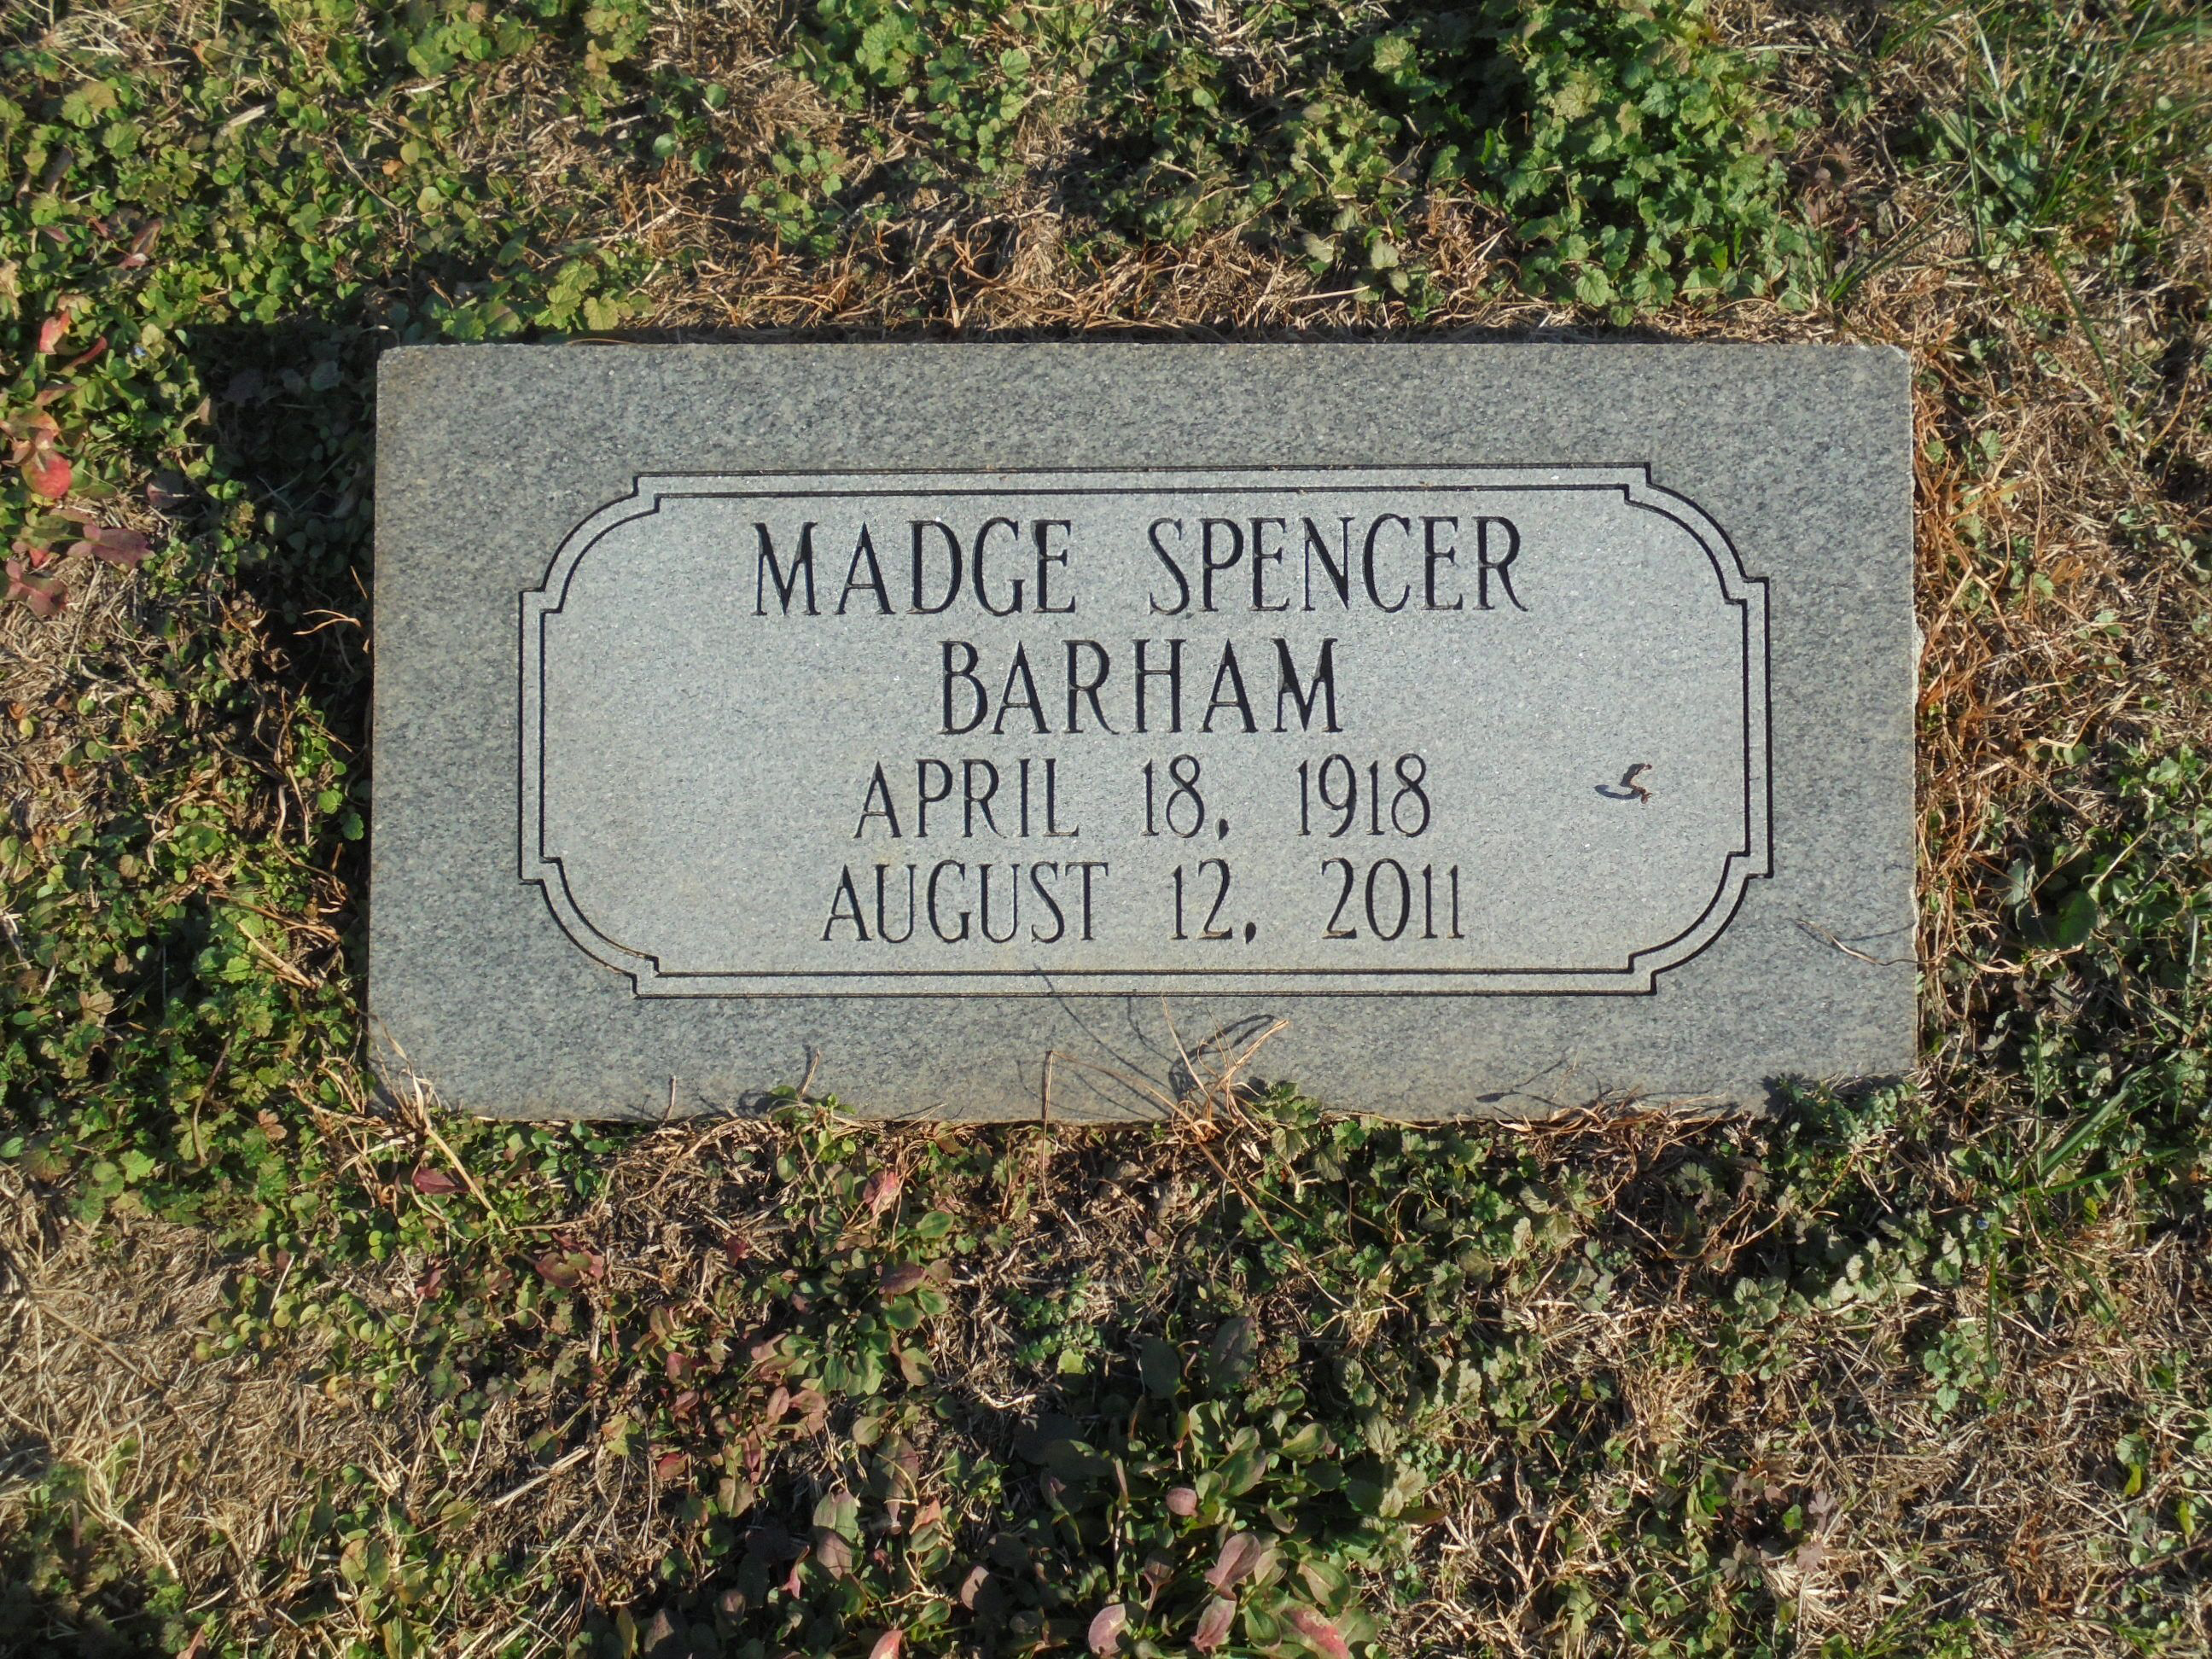 MADGE SPENCER
BARHAM
APRIL 18, 1918
AUGUST 12, 2011